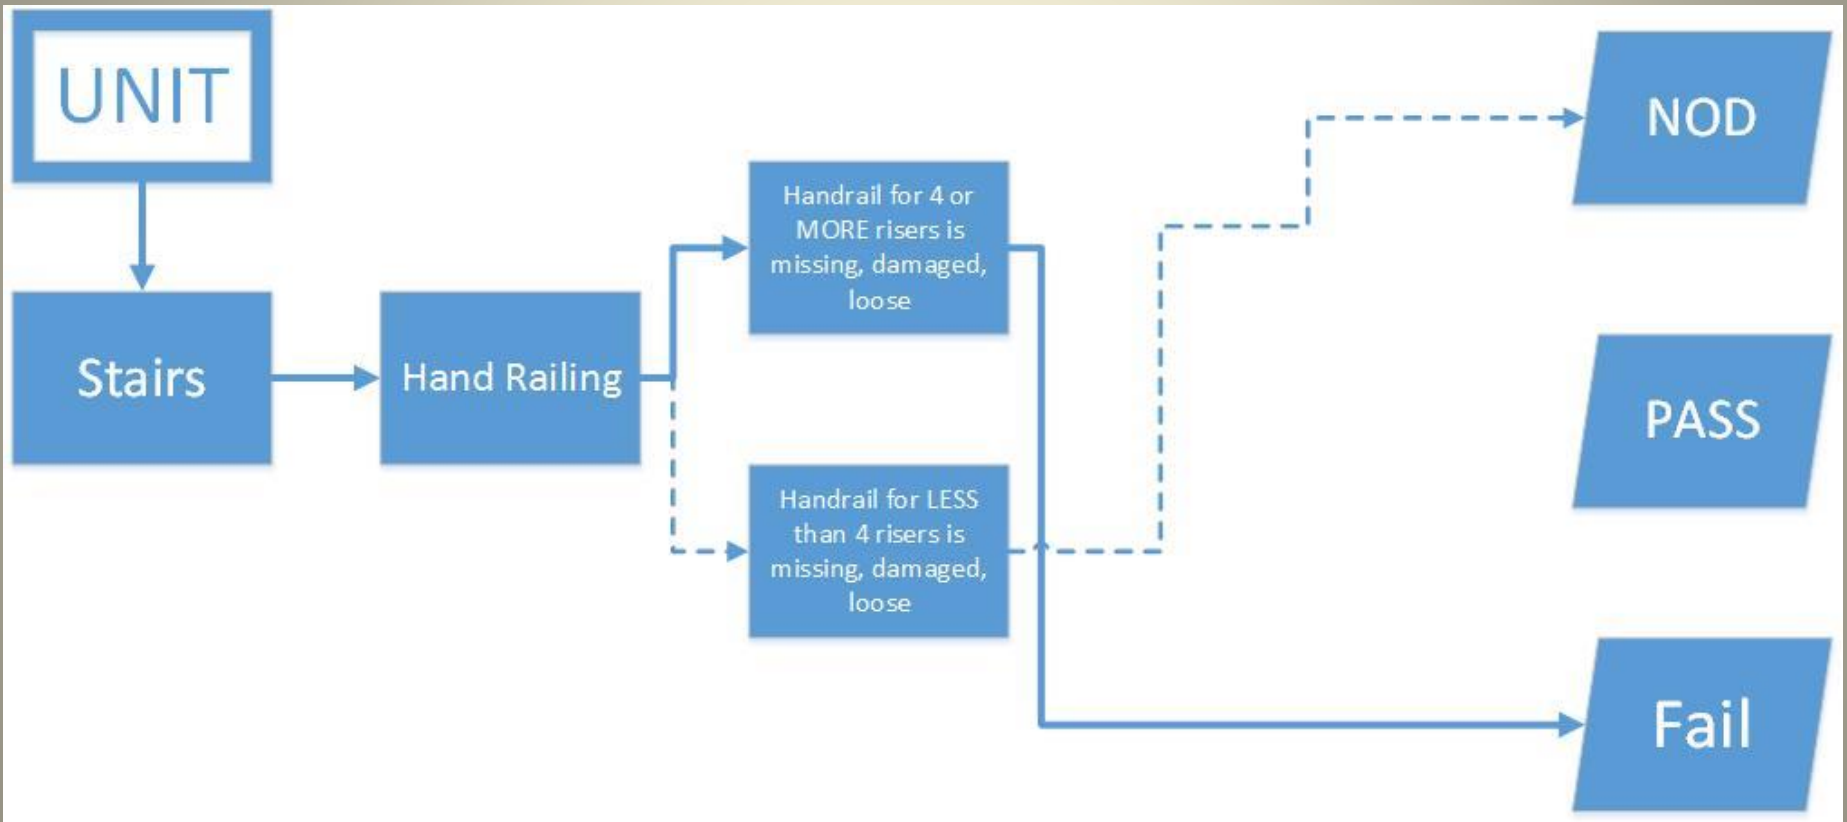 UNIT
Stairs
Hand Railing
Handrail for 4 or
MORE risers is
missing, damaged,
loose
Handrail for LESS
than 4 risers is
missing, damaged,
loose
NOD
PASS
Fail